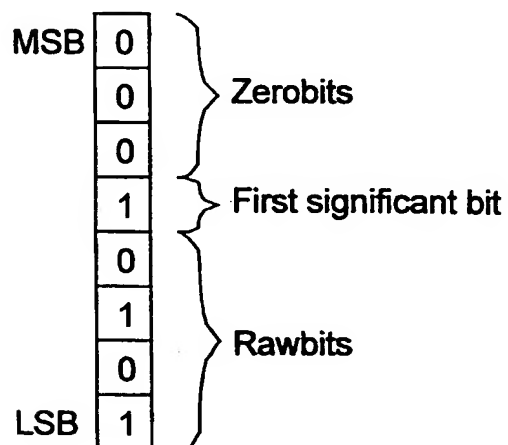 MSB 0
0 Zerobits
0
1 First significant bit
0
1
0 Rawbits
LSB 1